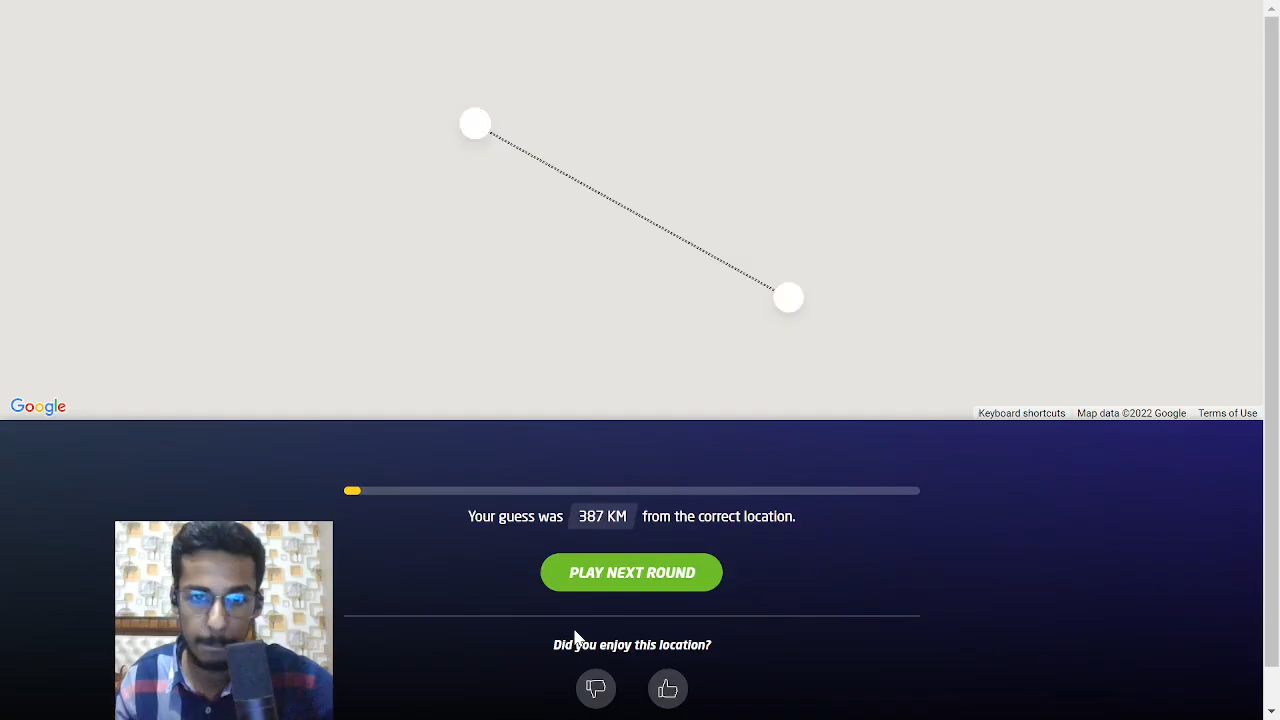 Google
Keyboard shortcuts Map data ©2022 Google Terms of Use
Your guess was 387 KM from the correct location.
PLAY NEXT ROUND
Did you enjoy this location?